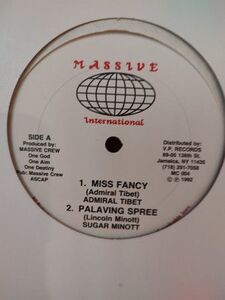 MASSIVE
International
SIDE A
Produced by:
MASSIVE CREW
One God
One Aim
One Destiny
Pub: Massive Crew
ASCAP
Distributed by:
V.P. RECORDS
89-05 138th St.
Jamaica, NY 11435
(718) 291-7058
MC 004
© ℗ 1992
1. MISS FANCY
(Admiral Tibet)
ADMIRAL TIBET
2. PALAVING SPREE
(Lincoln Minott)
SUGAR MINOTT